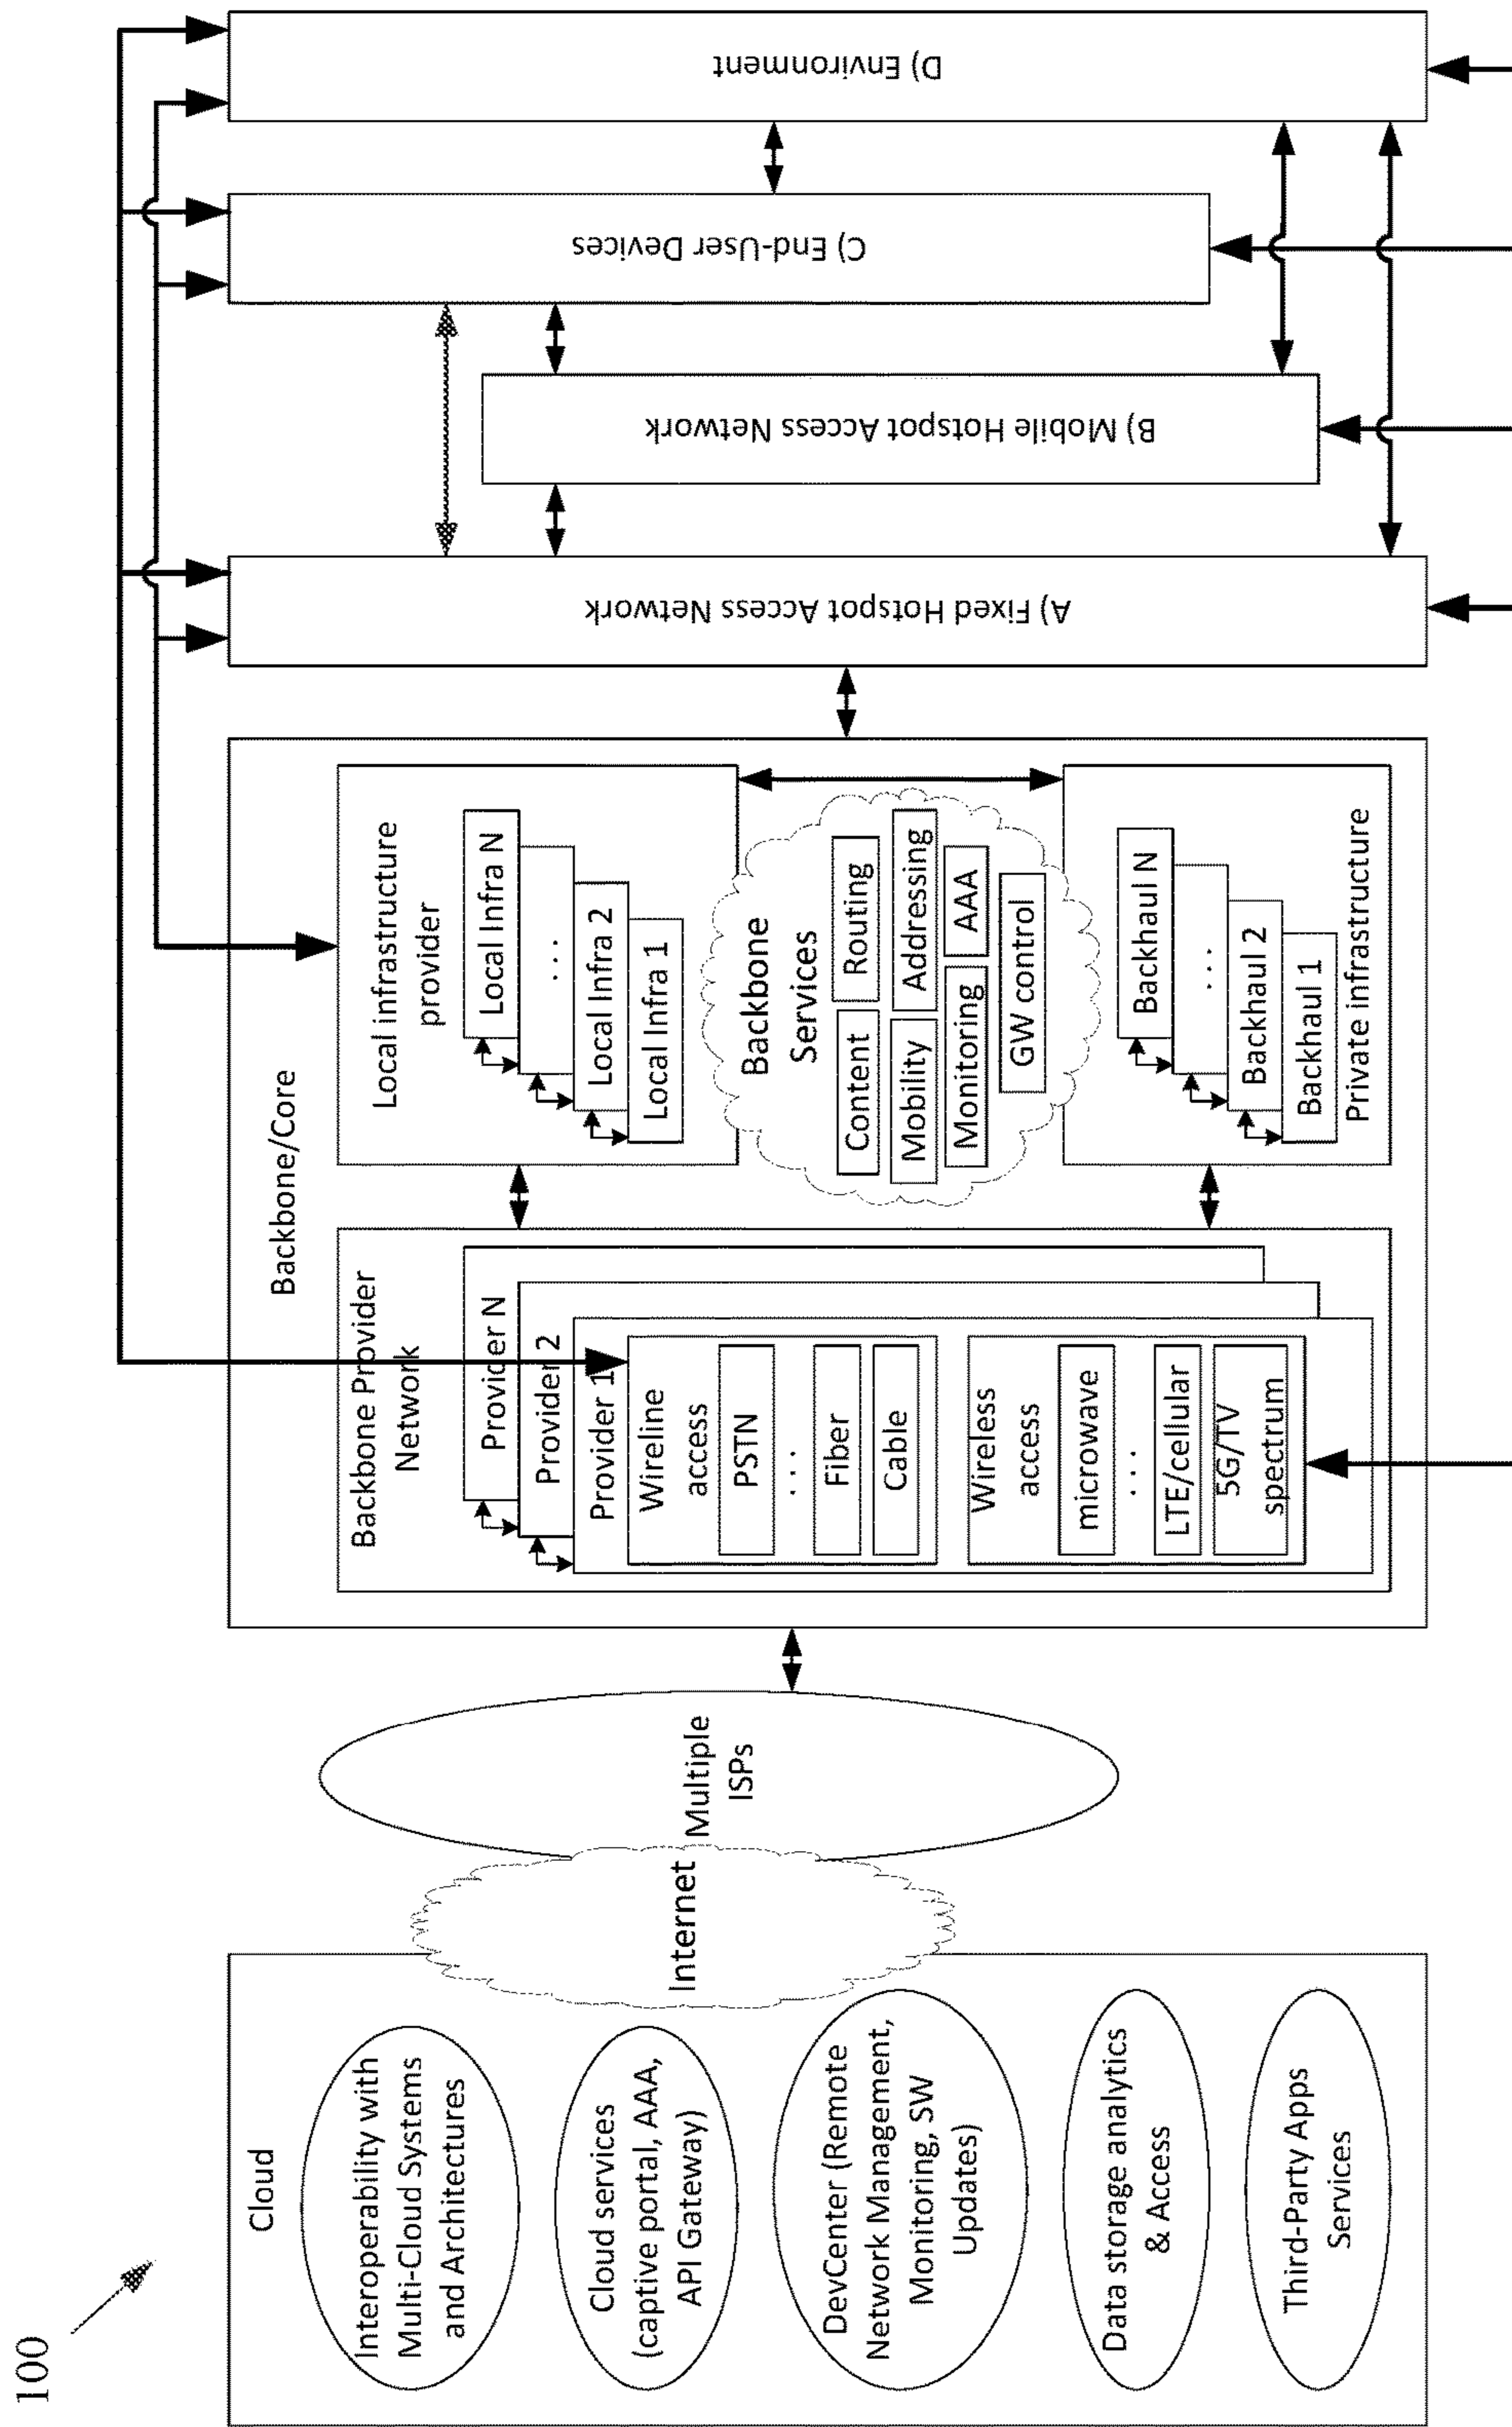 100
Cloud
Interoperability with
Multi-Cloud Systems
and Architectures
Cloud services
(captive portal, AAA,
API Gateway)
DevCenter (Remote
Network Management,
Monitoring, SW
Updates)
Data storage analytics
& Access
Third-Party Apps
Services
Internet
Multiple
ISPs
Backbone/Core
Backbone Provider
Network
Provider N
Provider 2
Provider 1
Wireline
access
PSTN
...
Fiber
Cable
Wireless
access
microwave
...
LTE/cellular
5G/TV
spectrum
Local infrastructure
provider
Local Infra N
...
Local Infra 2
Local Infra 1
Backbone
Services
Content
Routing
Mobility
Addressing
Monitoring
AAA
GW control
Backhaul N
...
Backhaul 2
Backhaul 1
Private infrastructure
A) Fixed Hotspot Access Network
B) Mobile Hotspot Access Network
C) End-User Devices
D) Environment